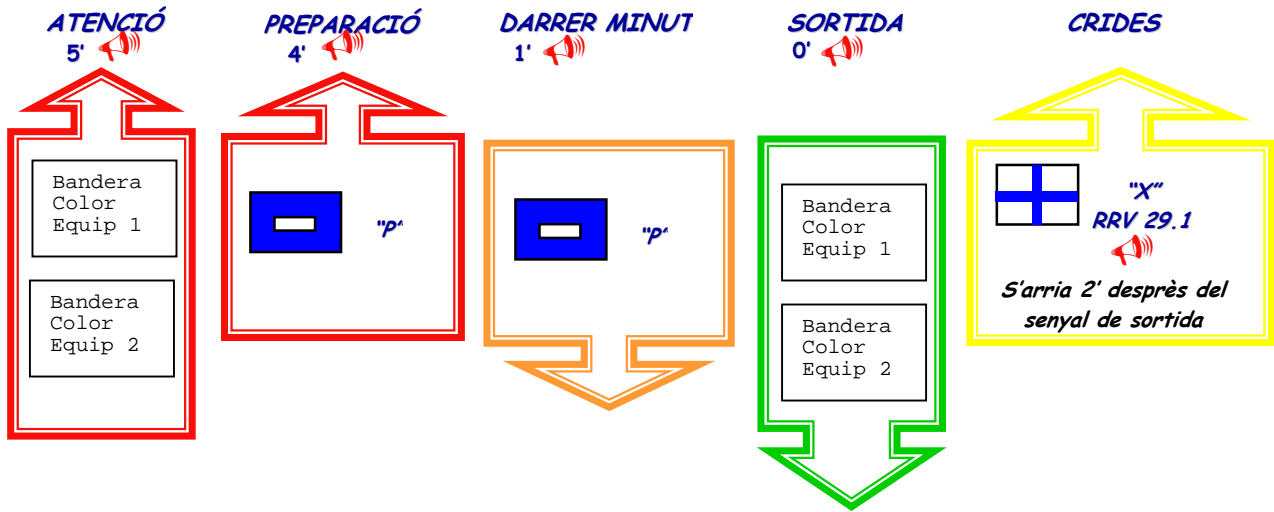 ATENCIÓ
5'
Bandera
Color
Equip 1
Bandera
Color
Equip 2
PREPARACIÓ
4'
"P"
DARRER MINUT
1'
"P"
SORTIDA
0'
Bandera
Color
Equip 1
Bandera
Color
Equip 2
CRIDES
"X"
RRV 29.1
S'arria 2' desprès del
senyal de sortida